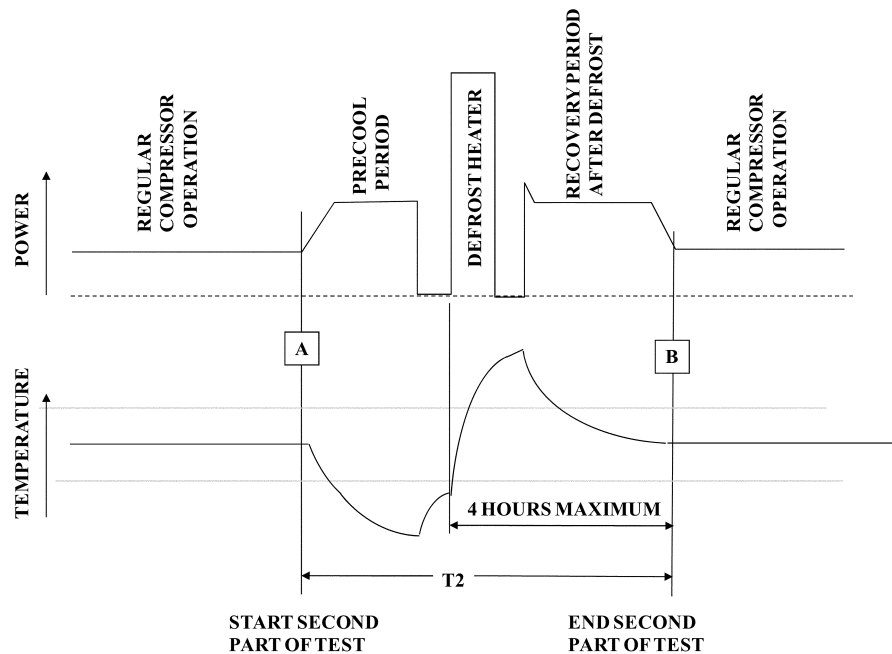 REGULAR
COMPRESSOR
OPERATION
PRECOOL
PERIOD
DEFROST HEATER
RECOVERY PERIOD
AFTER DEFROST
REGULAR
COMPRESSOR
OPERATION
POWER
A
B
TEMPERATURE
4 HOURS MAXIMUM
T2
START SECOND
PART OF TEST
END SECOND
PART OF TEST